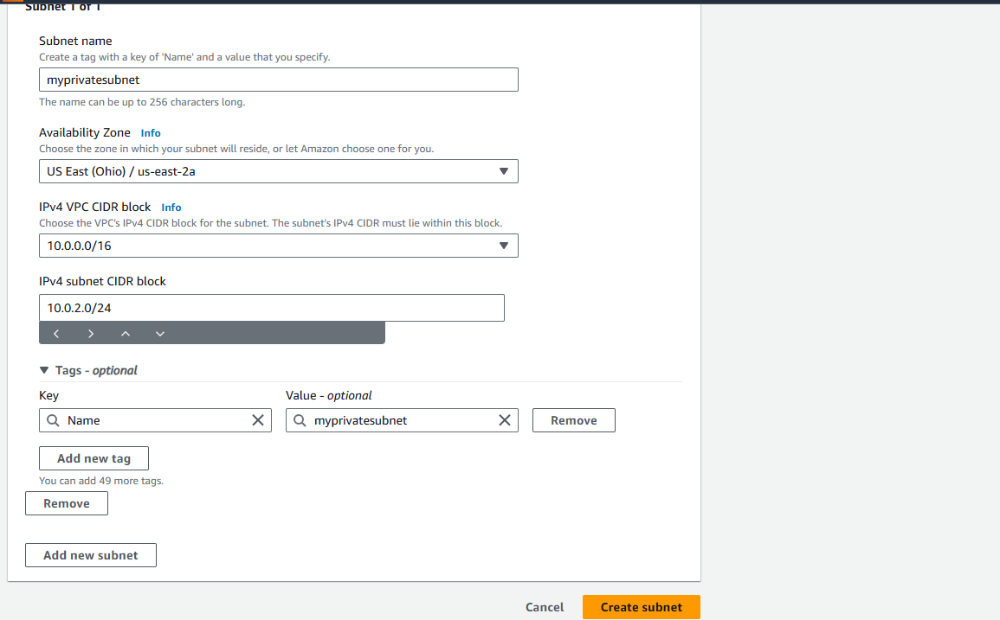 Subnet 1 of 1
Subnet name
Create a tag with a key of 'Name' and a value that you specify.
myprivatesubnet
The name can be up to 256 characters long.
Availability Zone Info
Choose the zone in which your subnet will reside, or let Amazon choose one for you.
US East (Ohio) / us-east-2a
IPv4 VPC CIDR block Info
Choose the VPC's IPv4 CIDR block for the subnet. The subnet's IPv4 CIDR must lie within this block.
10.0.0.0/16
IPv4 subnet CIDR block
10.0.2.0/24
Tags - optional
Key Value - optional
Name myprivatesubnet Remove
Add new tag
You can add 49 more tags.
Remove
Add new subnet
Cancel Create subnet